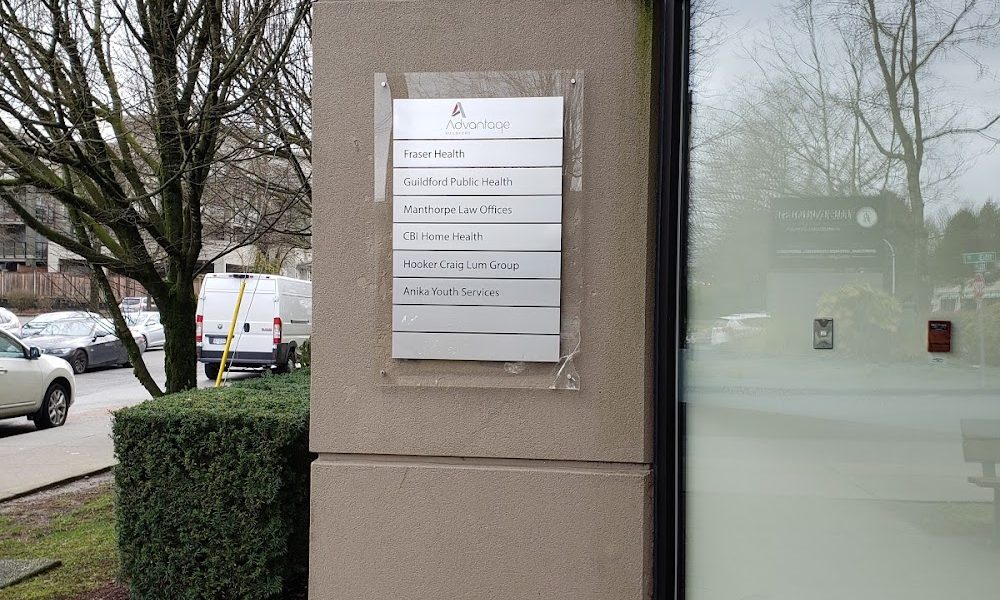 Advantage
Fraser Health
Guildford Public Health
Manthorpe Law Offices
CBI Home Health
Hooker Craig Lum Group
Anika Youth Services